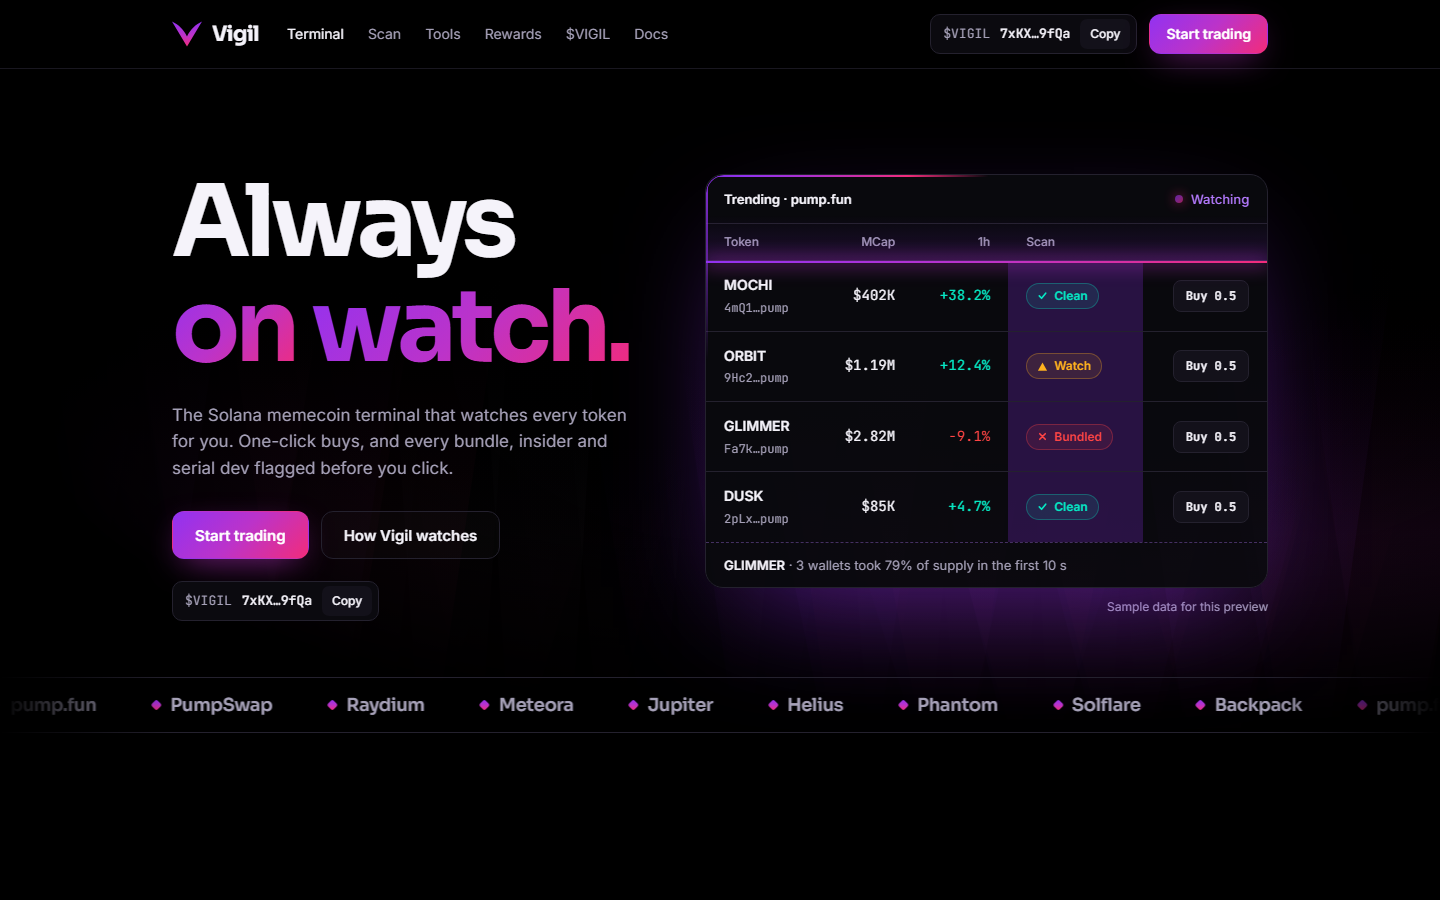 Vigil
Terminal
Scan
Tools
Rewards
$VIGIL
Docs
$VIGIL 7xKX…9fQa Copy
Start trading
Always
on watch.
The Solana memecoin terminal that watches every token
for you. One-click buys, and every bundle, insider and
serial dev flagged before you click.
Start trading
How Vigil watches
$VIGIL 7xKX…9fQa Copy
Trending · pump.fun
Watching
Token MCap 1h Scan
MOCHI
4mQ1…pump
$402K +38.2% Clean Buy 0.5
ORBIT
9Hc2…pump
$1.19M +12.4% Watch Buy 0.5
GLIMMER
Fa7k…pump
$2.82M -9.1% Bundled Buy 0.5
DUSK
2pLx…pump
$85K +4.7% Clean Buy 0.5
GLIMMER · 3 wallets took 79% of supply in the first 10 s
Sample data for this preview
pump.fun PumpSwap Raydium Meteora Jupiter Helius Phantom Solflare Backpack pump.